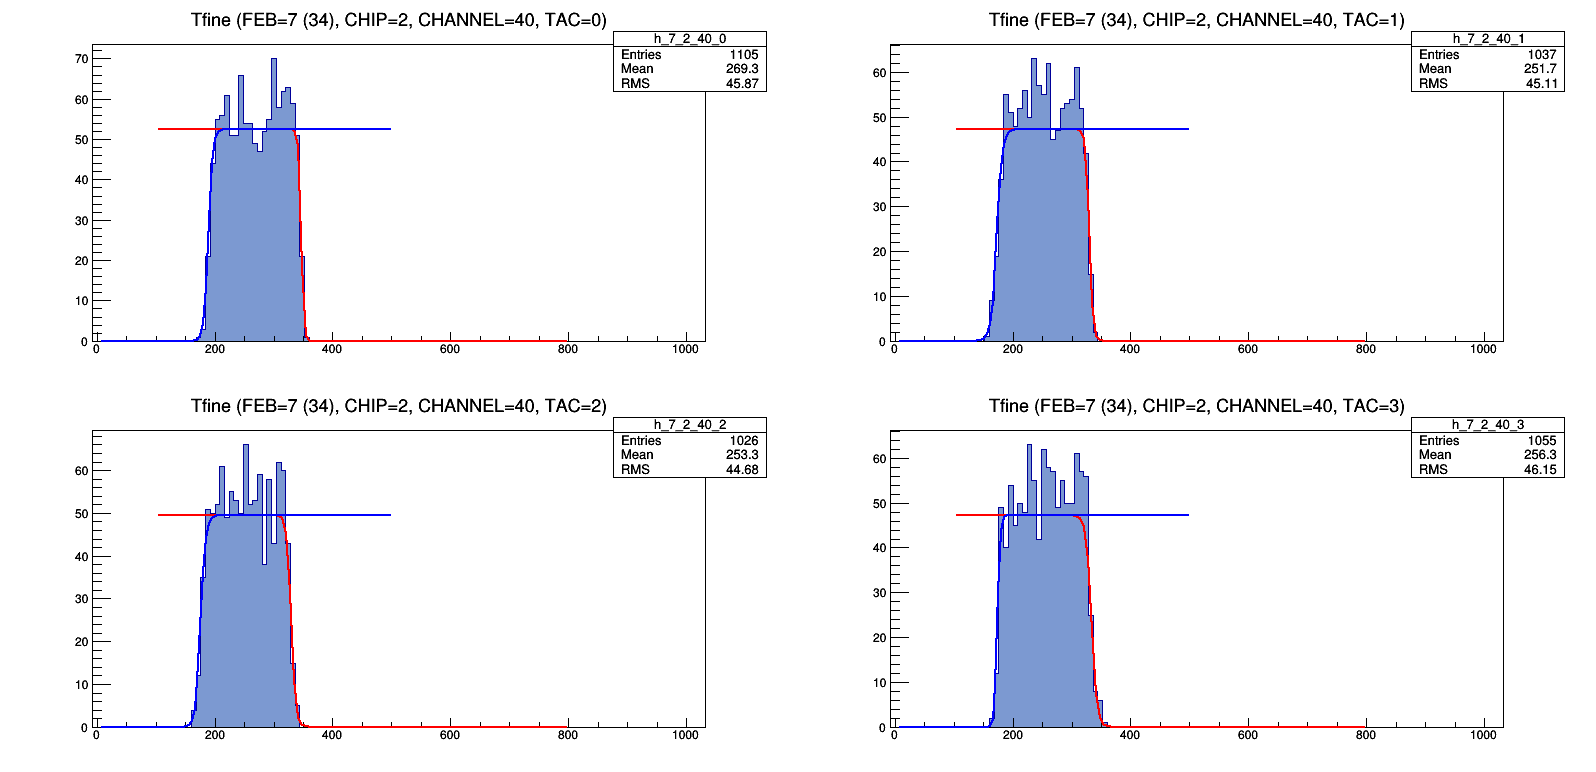 Tfine (FEB=7 (34), CHIP=2, CHANNEL=40, TAC=0)
h_7_2_40_0
Entries 1105
Mean 269.3
RMS 45.87
70
60
50
40
30
20
10
0
0 200 400 600 800 1000
Tfine (FEB=7 (34), CHIP=2, CHANNEL=40, TAC=1)
h_7_2_40_1
Entries 1037
Mean 251.7
RMS 45.11
60
50
40
30
20
10
0
0 200 400 600 800 1000
Tfine (FEB=7 (34), CHIP=2, CHANNEL=40, TAC=2)
h_7_2_40_2
Entries 1026
Mean 253.3
RMS 44.68
60
50
40
30
20
10
0
0 200 400 600 800 1000
Tfine (FEB=7 (34), CHIP=2, CHANNEL=40, TAC=3)
h_7_2_40_3
Entries 1055
Mean 256.3
RMS 46.15
60
50
40
30
20
10
0
0 200 400 600 800 1000